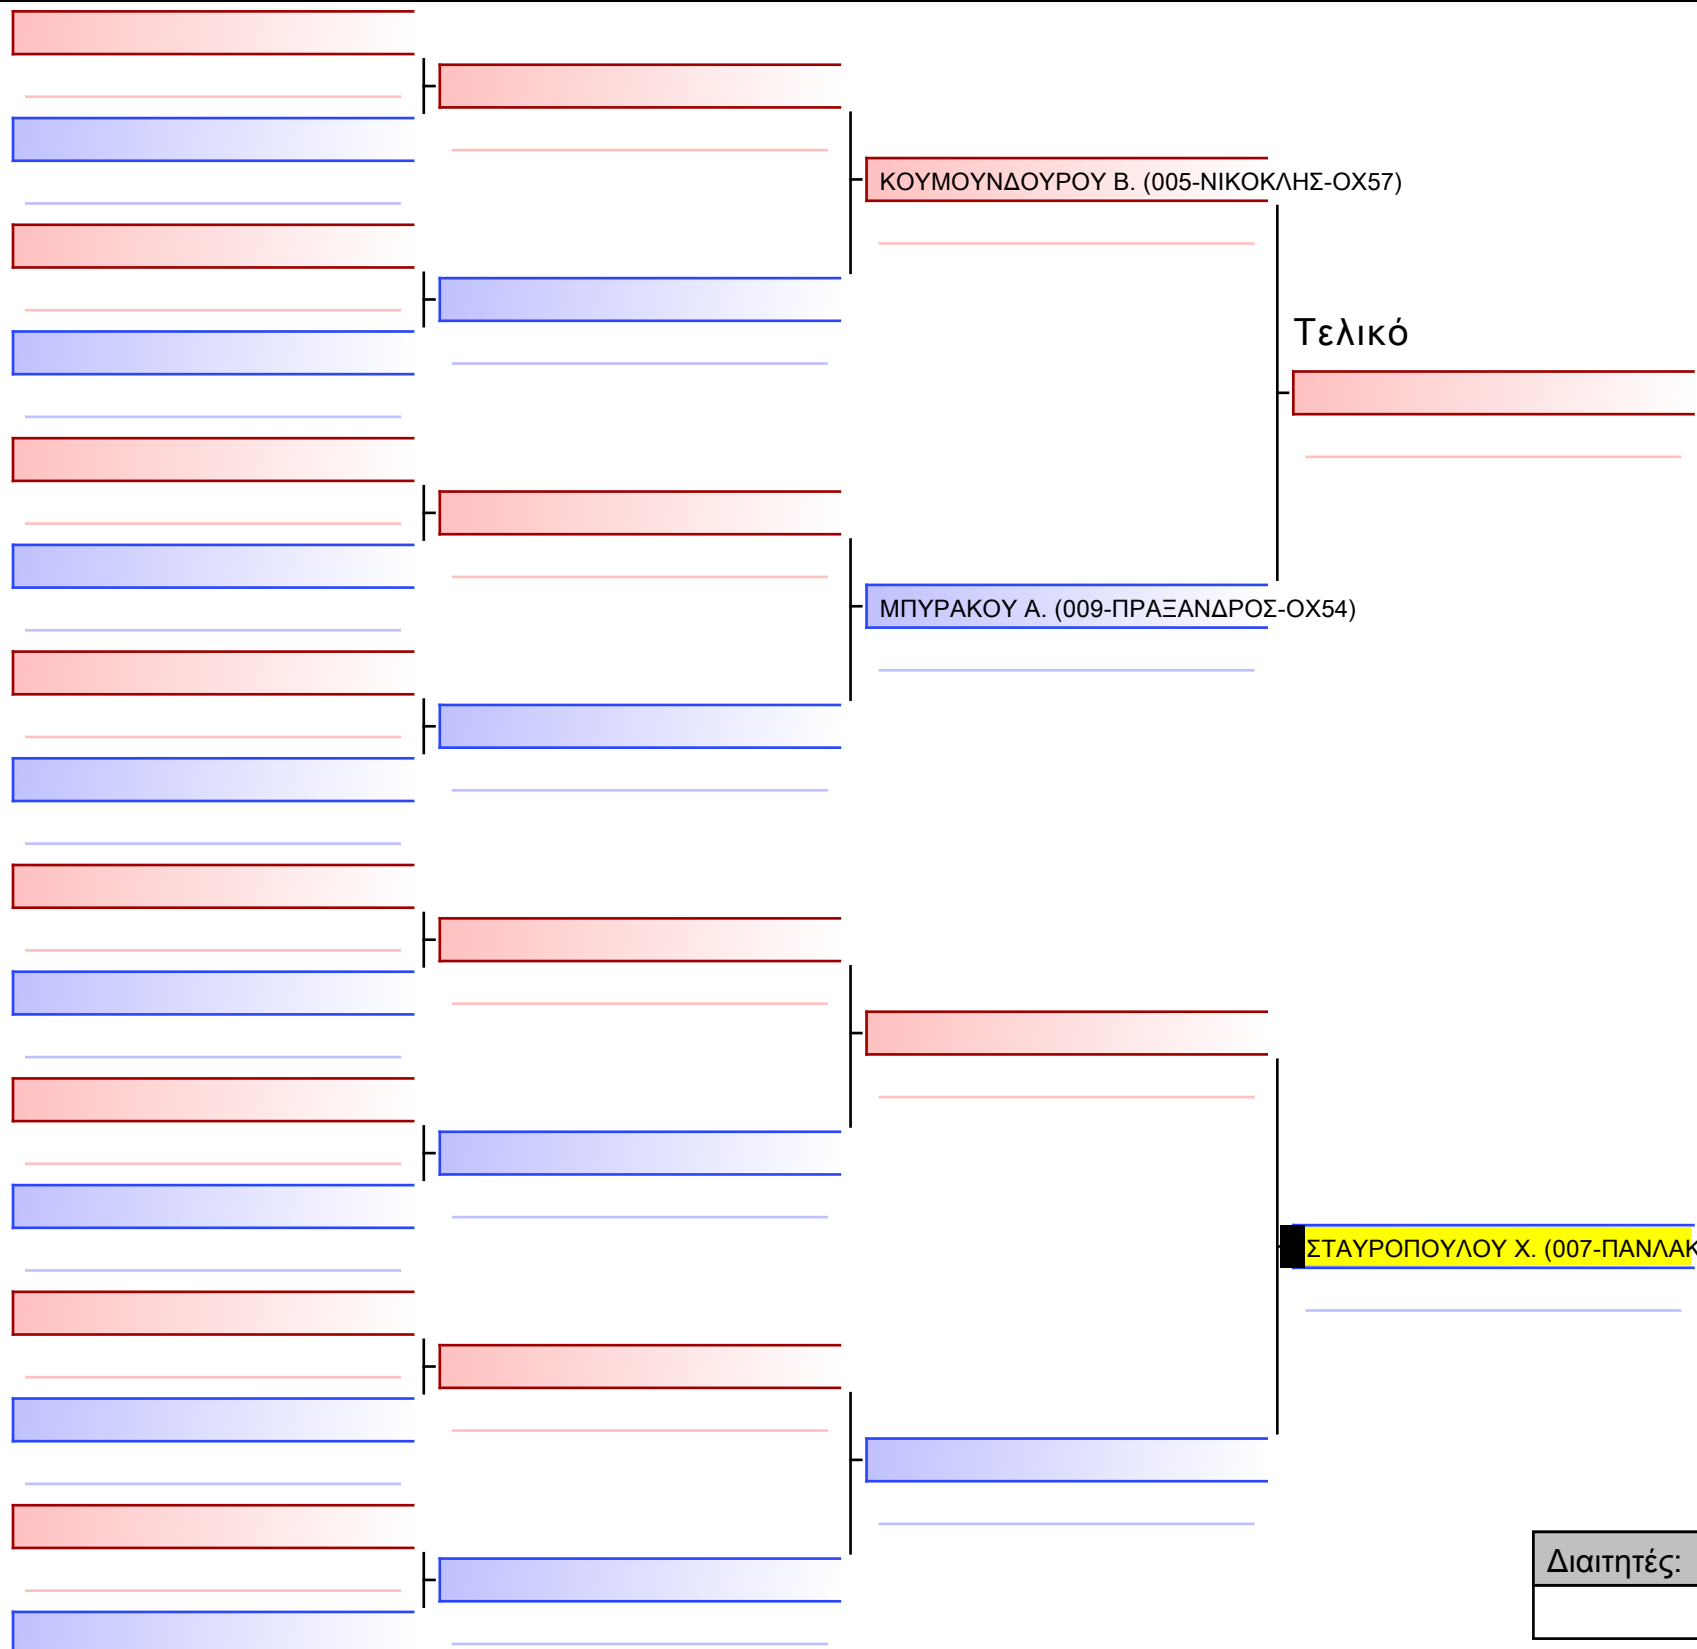 ΚΟΥΜΟΥΝΔΟΥΡΟΥ Β. (005-ΝΙΚΟΚΛΗΣ-ΟΧ57)
Τελικό
ΜΠΥΡΑΚΟΥ Α. (009-ΠΡΑΞΑΝΔΡΟΣ-ΟΧ54)
ΣΤΑΥΡΟΠΟΥΛΟΥ Χ. (007-ΠΑΝΛΑΚ
Διαιτητές: